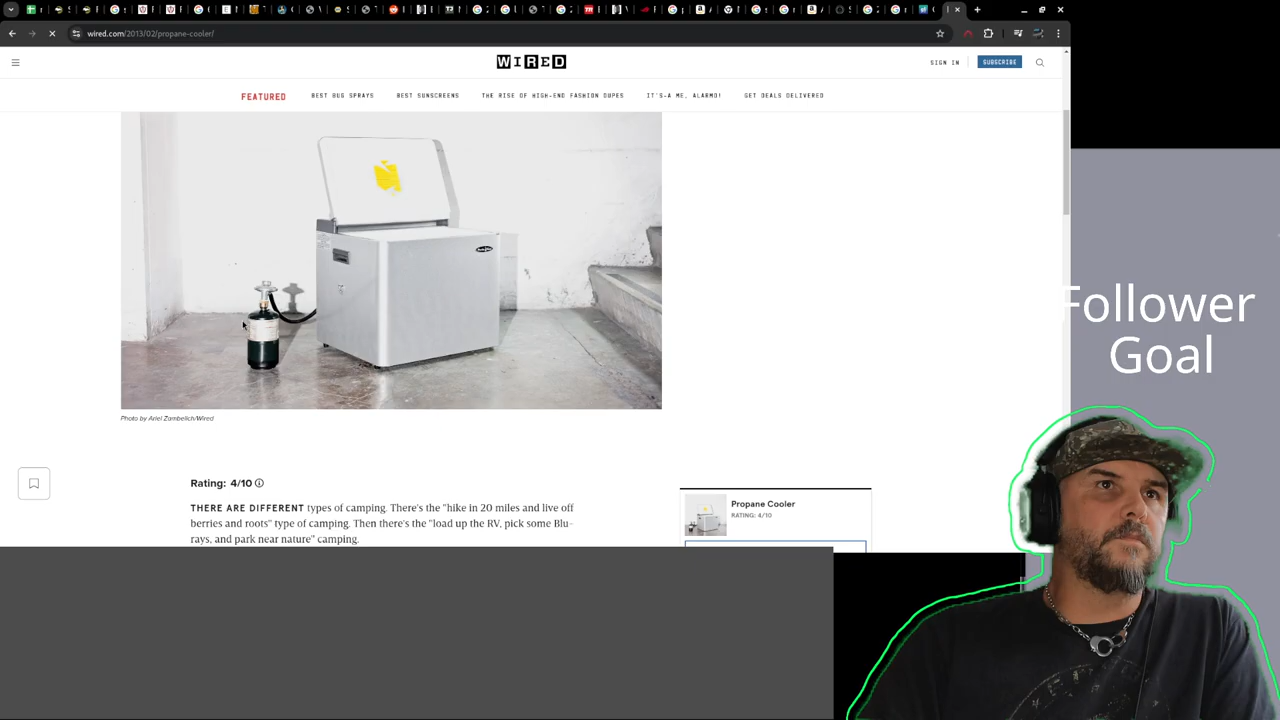 wired.com/2013/02/propane-cooler/
WIRED
SIGN IN
SUBSCRIBE
FEATURED
BEST BUG SPRAYS
BEST SUNSCREENS
THE RISE OF HIGH-END FASHION DUPES
IT'S-A ME, ALARMO!
GET DEALS DELIVERED
Photo by Ariel Zambelich/Wired
Rating: 4/10
THERE ARE DIFFERENT types of camping. There's the "hike in 20 miles and live off
berries and roots" type of camping. Then there's the "load up the RV, pick some Blu-
rays, and park near nature" camping.
Propane Cooler
RATING: 4/10
Follower
Goal